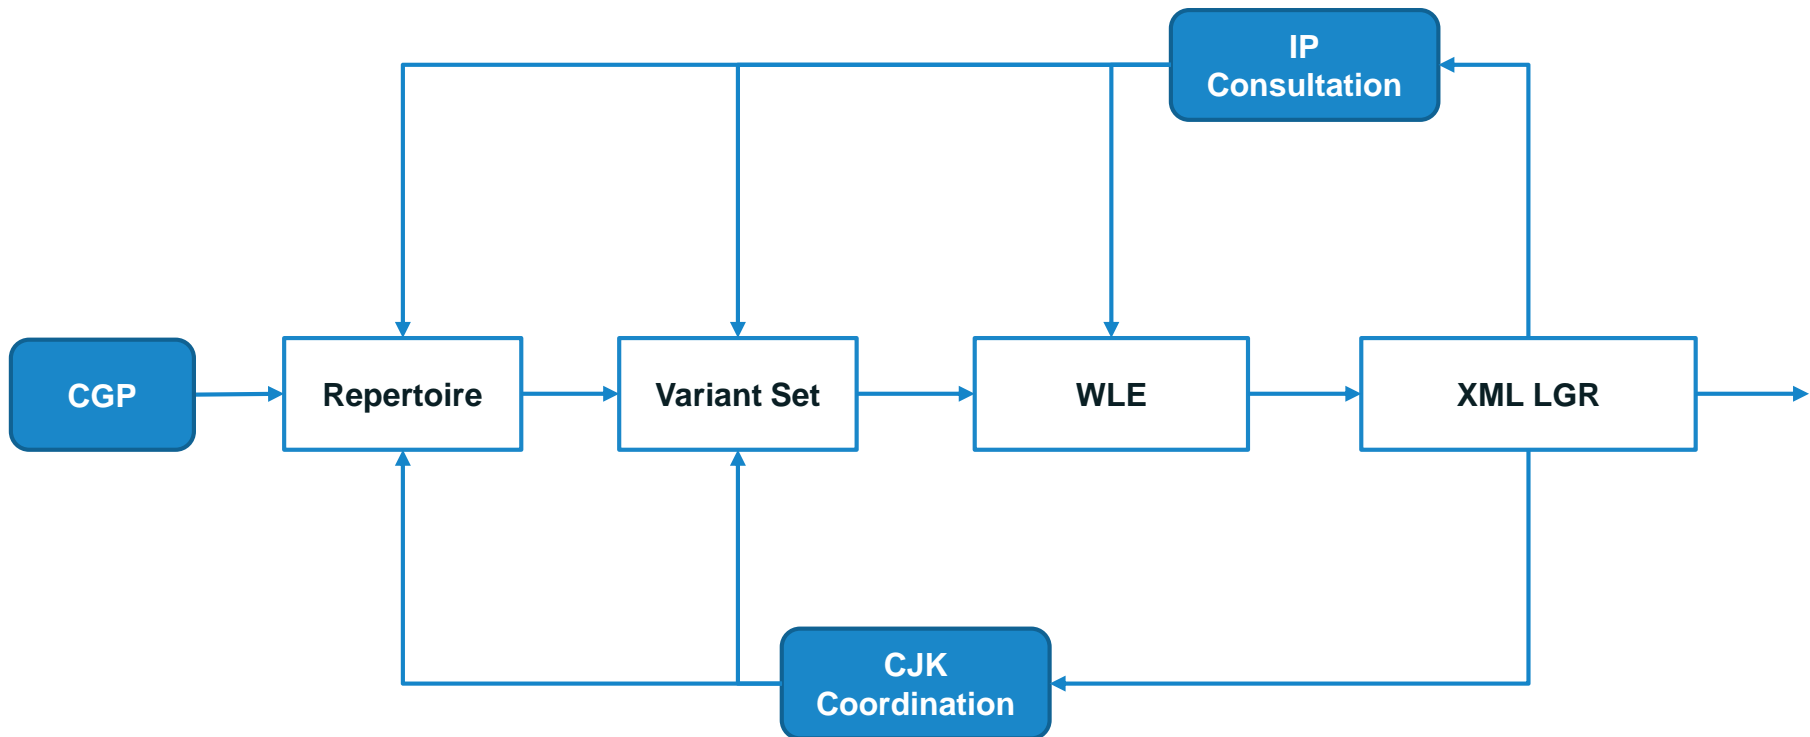 IP
Consultation
CGP
Repertoire
Variant Set
WLE
XML LGR
CJK
Coordination